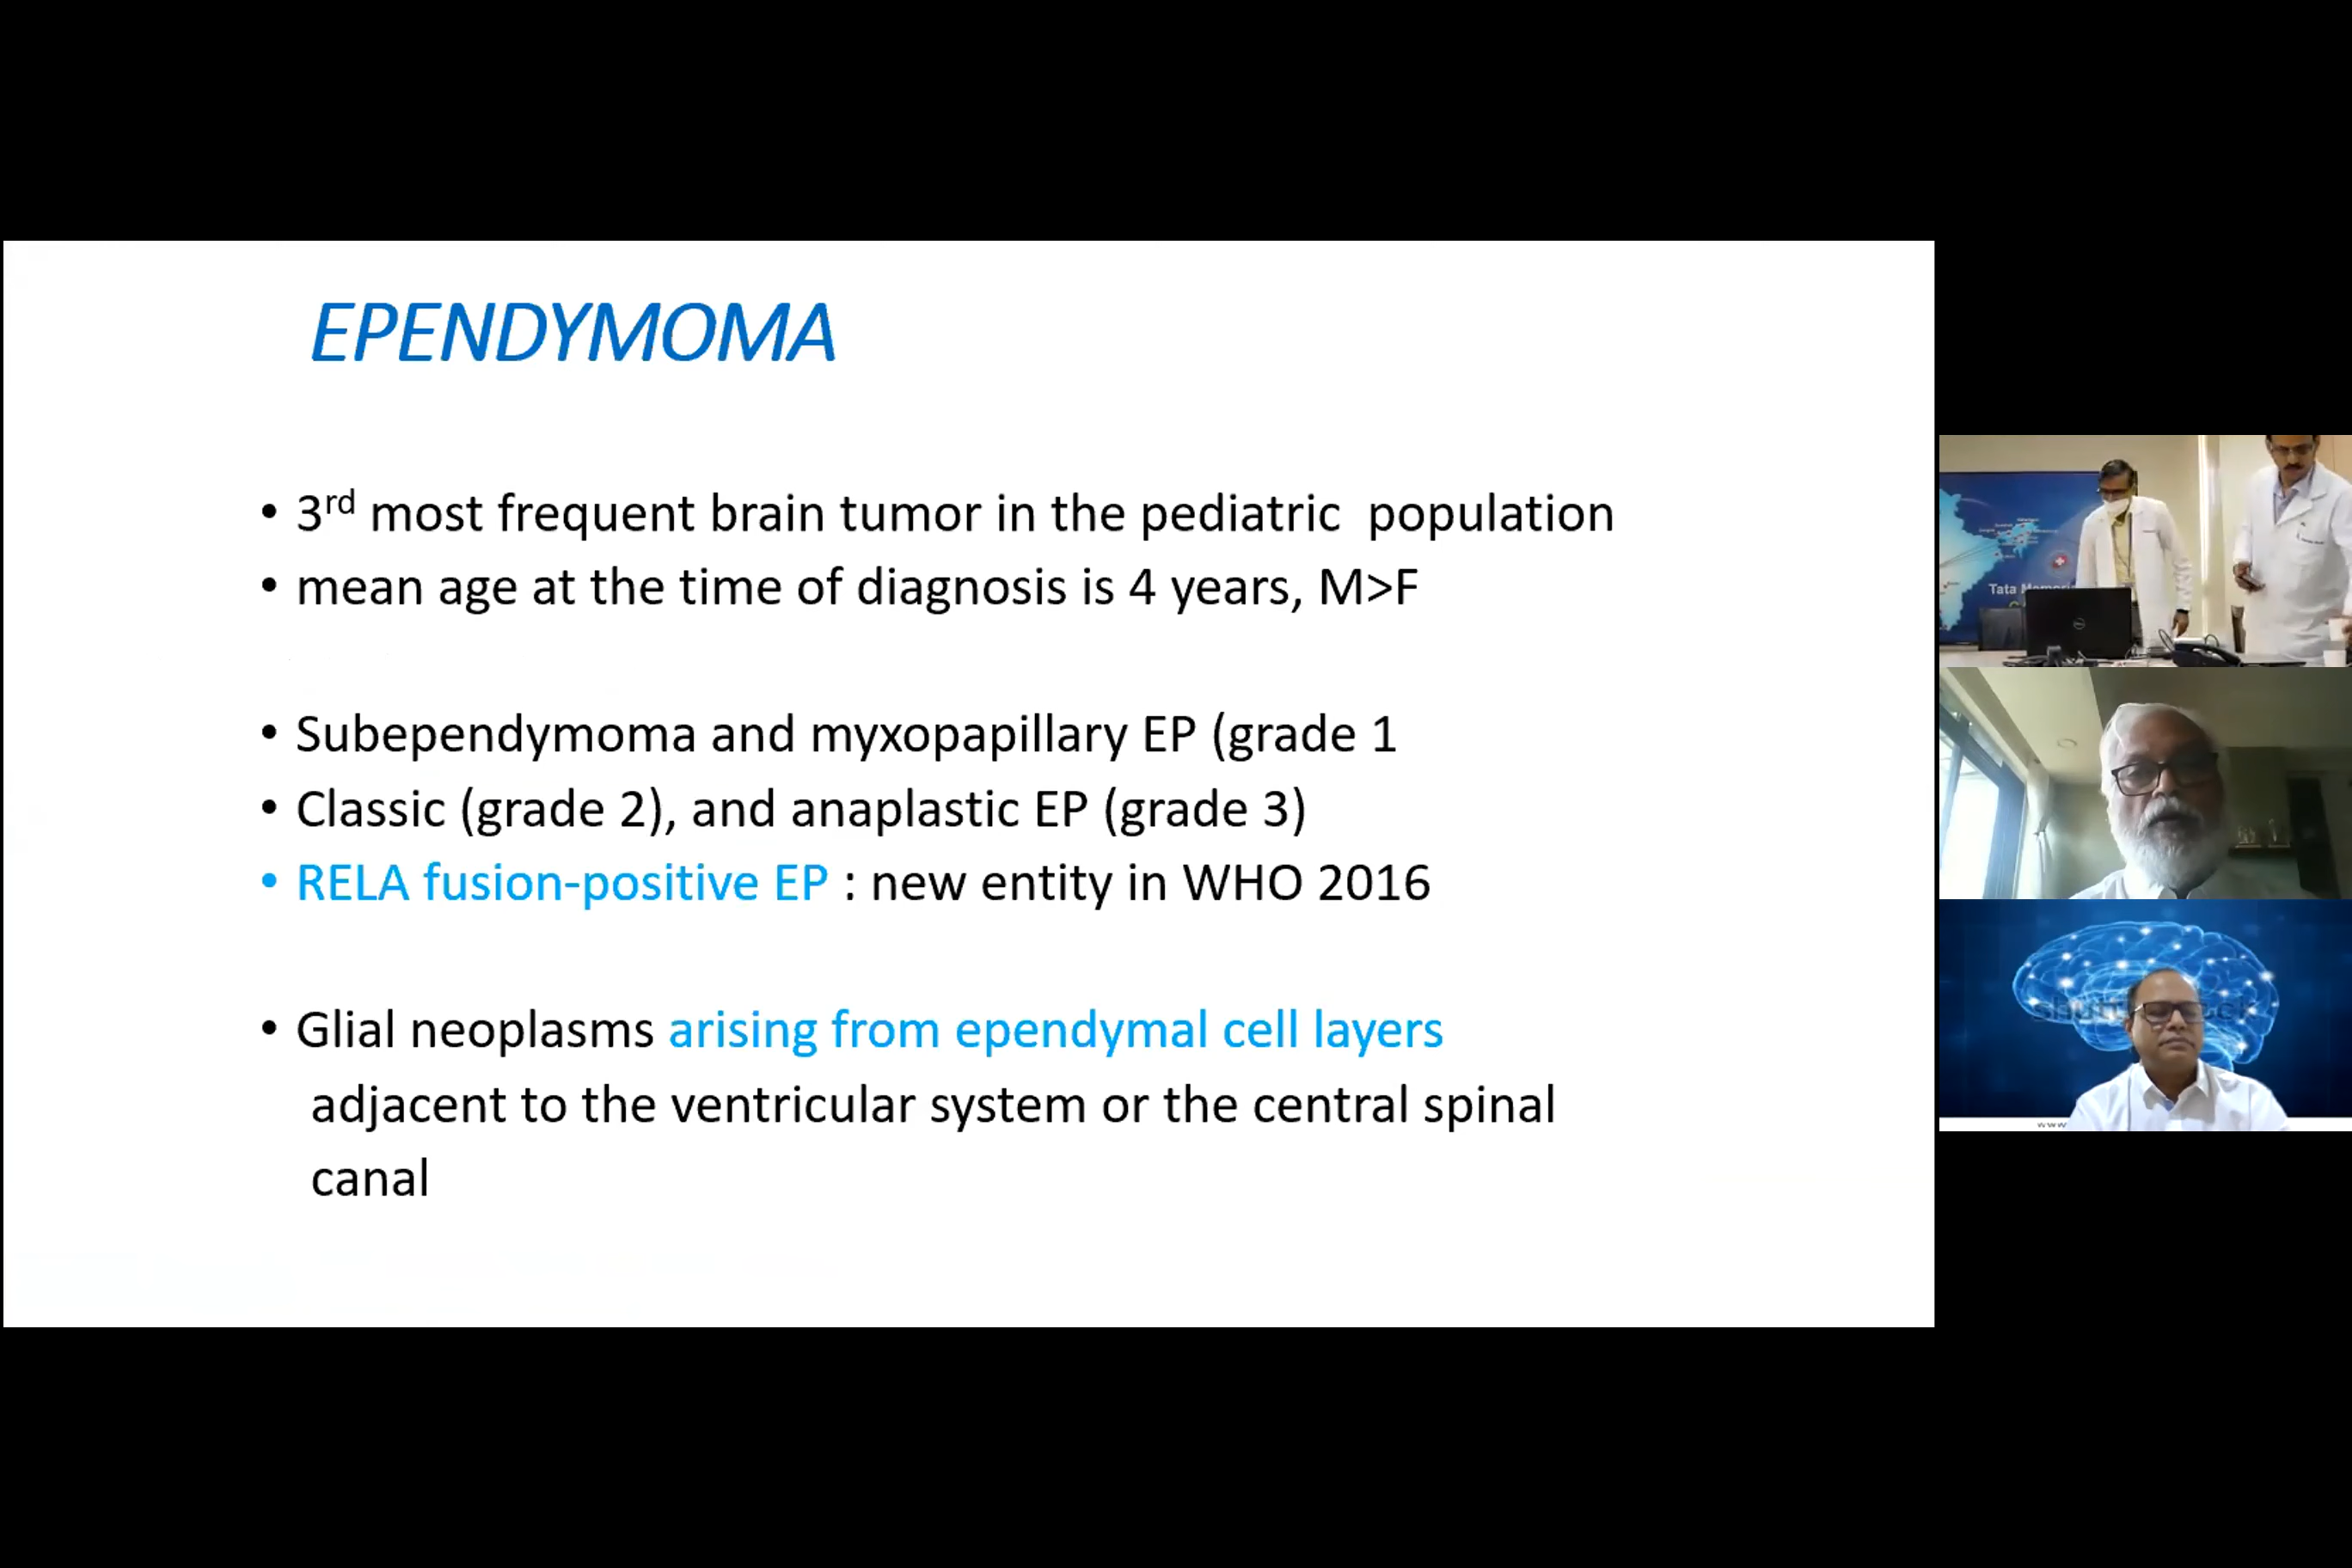 EPENDYMOMA
• 3rd most frequent brain tumor in the pediatric population
• mean age at the time of diagnosis is 4 years, M>F
• Subependymoma and myxopapillary EP (grade 1
• Classic (grade 2), and anaplastic EP (grade 3)
• RELA fusion-positive EP : new entity in WHO 2016
• Glial neoplasms arising from ependymal cell layers
adjacent to the ventricular system or the central spinal
canal
Tata
www